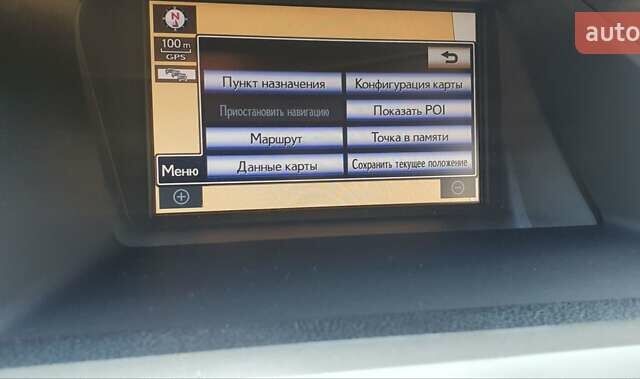 auto
N
100 m
GPS
Пункт назначения
Конфигурация карты
Приостановить навигацию
Показать POI
Маршрут
Точка в памяти
Меню
Данные карты
Сохранить текущее положение